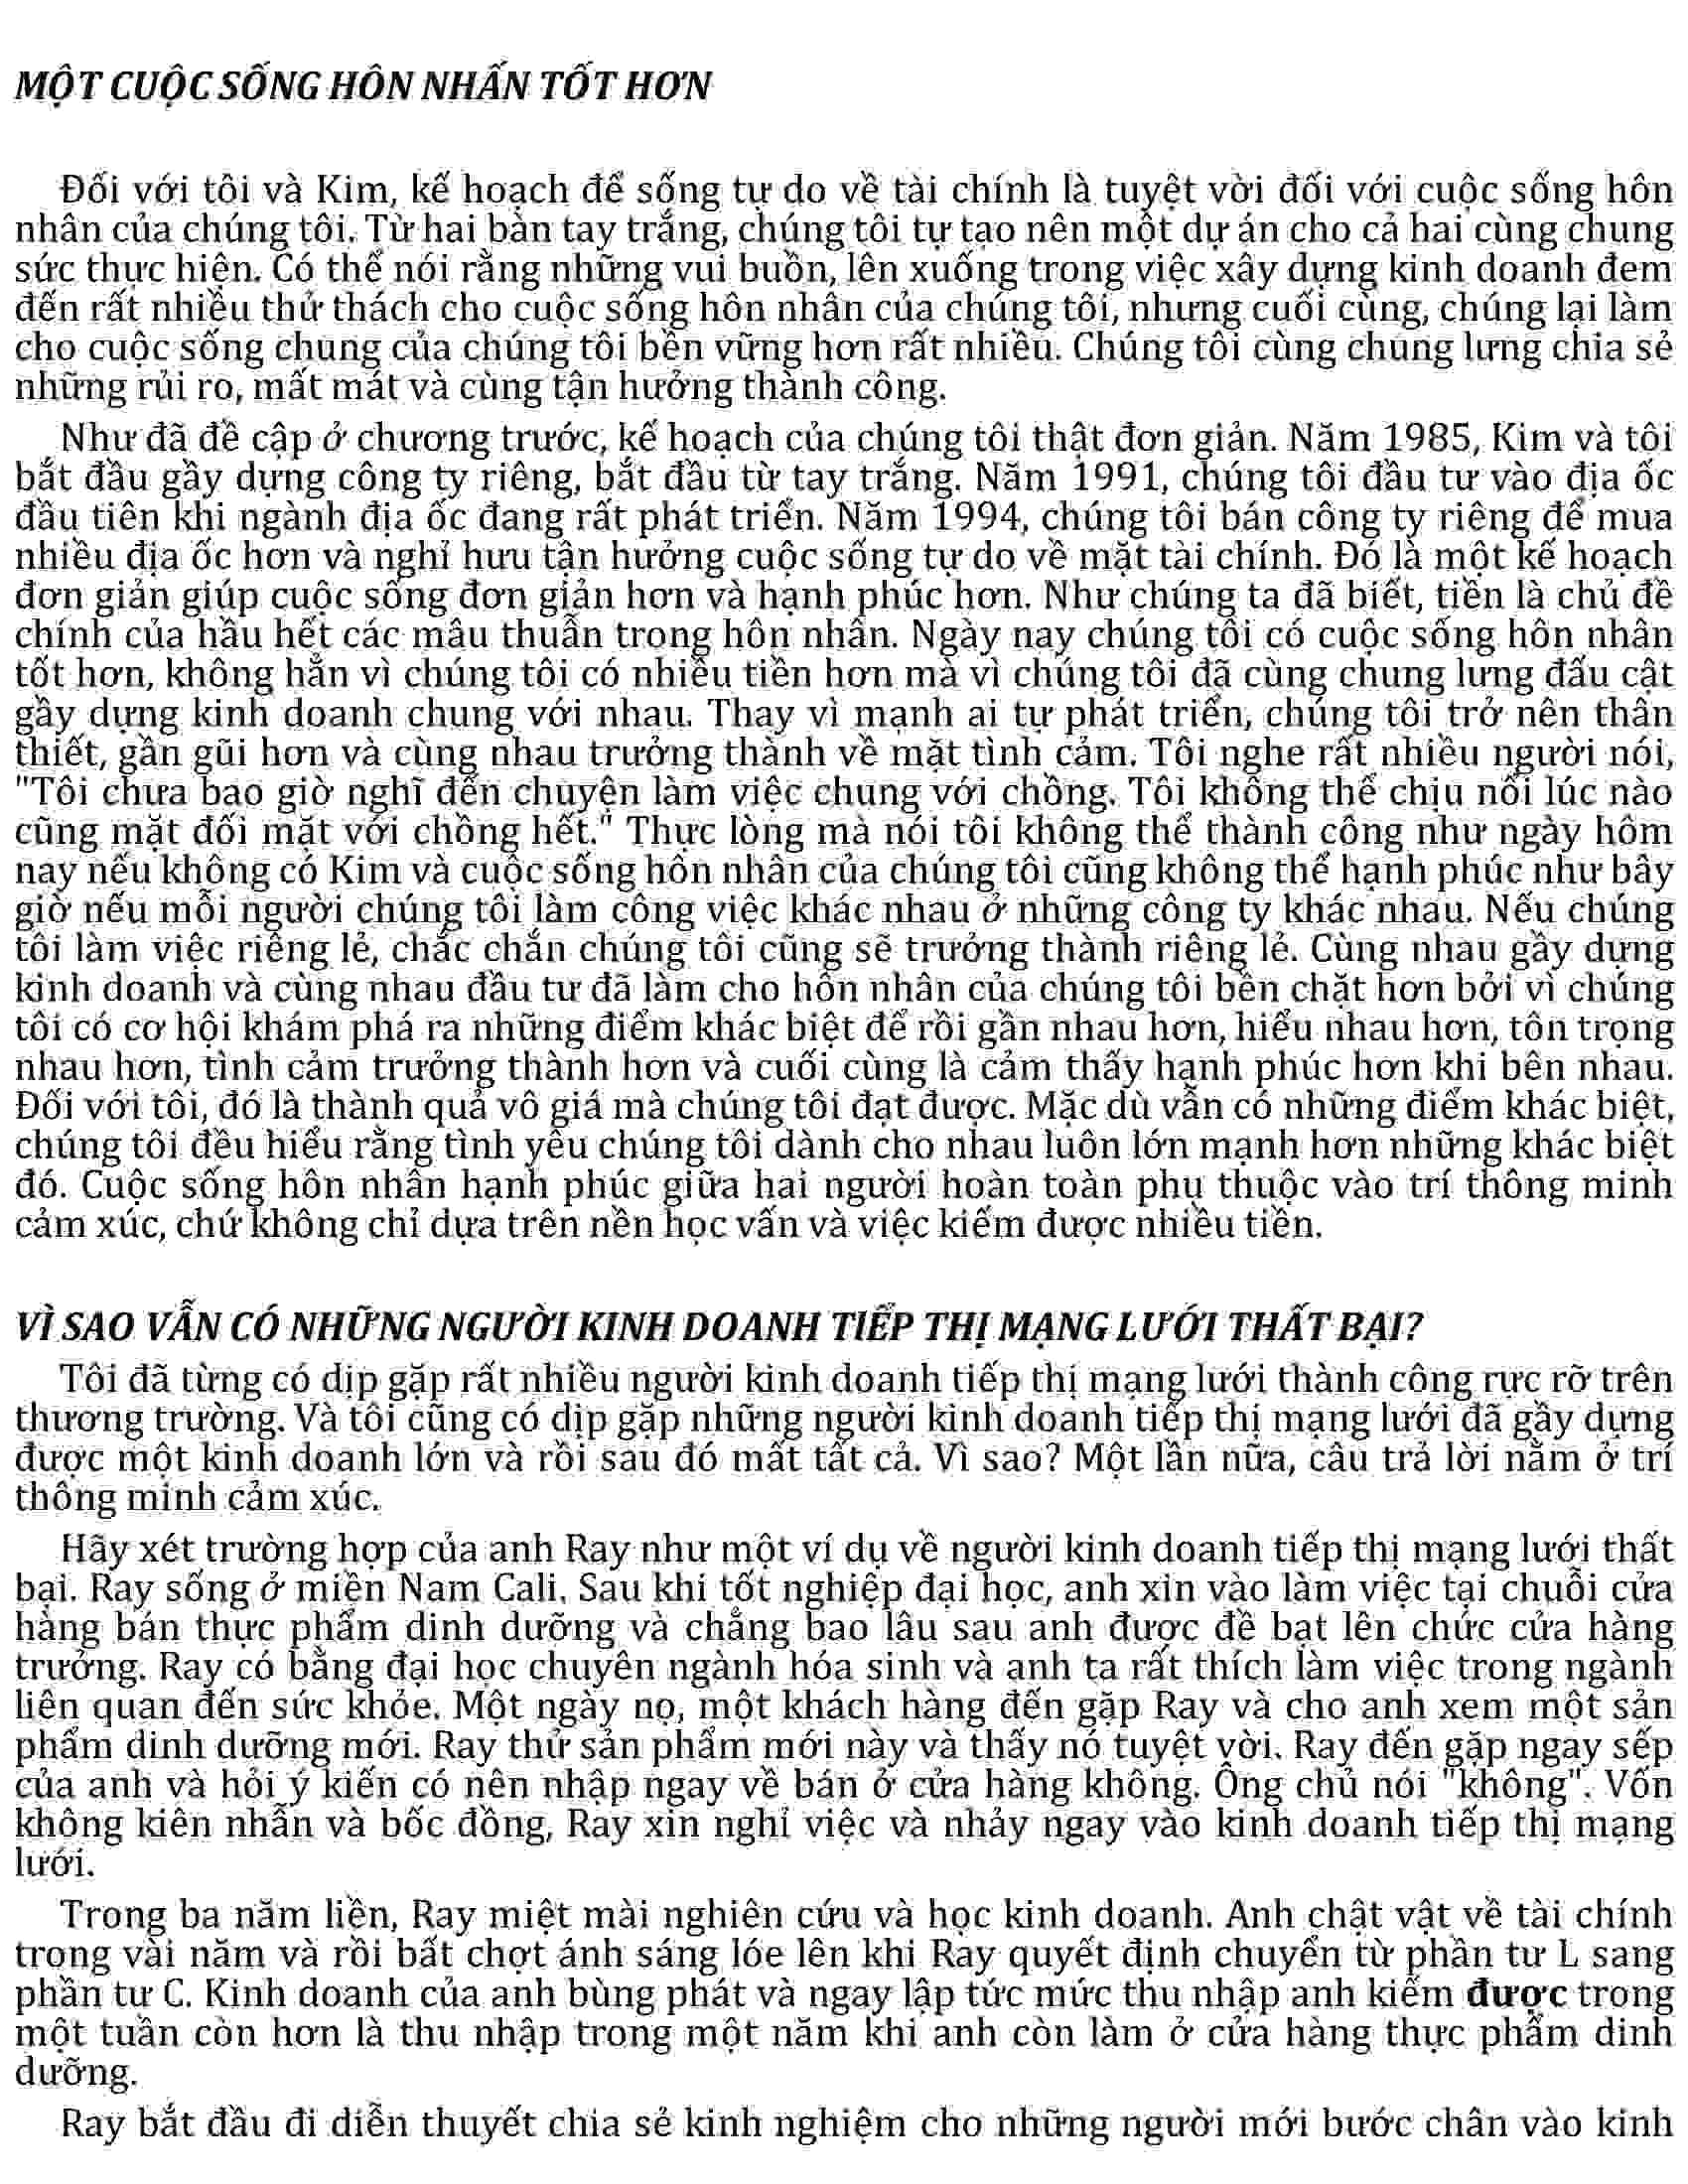 MỘT CUỘC SỐNG HÔN NHẤN TỐT HƠN
Đối với tôi và Kim, kế hoạch để sống tự do về tài chính là tuyệt vời đối với cuộc sống hôn
nhân của chúng tôi. Từ hai bàn tay trắng, chúng tôi tự tạo nên một dự án cho cả hai cùng chung
sức thực hiện. Có thể nói rằng những vui buồn, lên xuống trong việc xây dựng kinh doanh đem
đến rất nhiều thử thách cho cuộc sống hôn nhân của chúng tôi, nhưng cuối cùng, chúng lại làm
cho cuộc sống chung của chúng tôi bền vững hơn rất nhiều. Chúng tôi cùng chung lưng chia sẻ
những rủi ro, mất mát và cùng tận hưởng thành công.
Như đã đề cập ở chương trước, kế hoạch của chúng tôi thật đơn giản. Năm 1985, Kim và tôi
bắt đầu gầy dựng công ty riêng, bắt đầu từ tay trắng. Năm 1991, chúng tôi đầu tư vào địa ốc
đầu tiên khi ngành địa ốc đang rất phát triển. Năm 1994, chúng tôi bán công ty riêng để mua
nhiều địa ốc hơn và nghỉ hưu tận hưởng cuộc sống tự do về mặt tài chính. Đó là một kế hoạch
đơn giản giúp cuộc sống đơn giản hơn và hạnh phúc hơn. Như chúng ta đã biết, tiền là chủ đề
chính của hầu hết các mâu thuẫn trong hôn nhân. Ngày nay chúng tôi có cuộc sống hôn nhân
tốt hơn, không hẳn vì chúng tôi có nhiều tiền hơn mà vì chúng tôi đã cùng chung lưng đấu cật
gầy dựng kinh doanh chung với nhau. Thay vì mạnh ai tự phát triển, chúng tôi trở nên thân
thiết, gần gũi hơn và cùng nhau trưởng thành về mặt tình cảm. Tôi nghe rất nhiều người nói,
"Tôi chưa bao giờ nghĩ đến chuyện làm việc chung với chồng. Tôi không thể chịu nổi lúc nào
cũng mặt đối mặt với chồng hết." Thực lòng mà nói tôi không thể thành công như ngày hôm
nay nếu không có Kim và cuộc sống hôn nhân của chúng tôi cũng không thể hạnh phúc như bây
giờ nếu mỗi người chúng tôi làm công việc khác nhau ở những công ty khác nhau. Nếu chúng
tôi làm việc riêng lẻ, chắc chắn chúng tôi cũng sẽ trưởng thành riêng lẻ. Cùng nhau gầy dựng
kinh doanh và cùng nhau đầu tư đã làm cho hôn nhân của chúng tôi bền chặt hơn bởi vì chúng
tôi có cơ hội khám phá ra những điểm khác biệt để rồi gần nhau hơn, hiểu nhau hơn, tôn trọng
nhau hơn, tình cảm trưởng thành hơn và cuối cùng là cảm thấy hạnh phúc hơn khi bên nhau.
Đối với tôi, đó là thành quả vô giá mà chúng tôi đạt được. Mặc dù vẫn có những điểm khác biệt,
chúng tôi đều hiểu rằng tình yêu chúng tôi dành cho nhau luôn lớn mạnh hơn những khác biệt
đó. Cuộc sống hôn nhân hạnh phúc giữa hai người hoàn toàn phụ thuộc vào trí thông minh
cảm xúc, chứ không chỉ dựa trên nền học vấn và việc kiếm được nhiều tiền.
VÌ SAO VẪN CÓ NHỮNG NGƯỜI KINH DOANH TIẾP THỊ MẠNG LƯỚI THẤT BẠI?
Tôi đã từng có dịp gặp rất nhiều người kinh doanh tiếp thị mạng lưới thành công rực rỡ trên
thương trường. Và tôi cũng có dịp gặp những người kinh doanh tiếp thị mạng lưới đã gầy dựng
được một kinh doanh lớn và rồi sau đó mất tất cả. Vì sao? Một lần nữa, câu trả lời nằm ở trí
thông minh cảm xúc.
Hãy xét trường hợp của anh Ray như một ví dụ về người kinh doanh tiếp thị mạng lưới thất
bại. Ray sống ở miền Nam Cali. Sau khi tốt nghiệp đại học, anh xin vào làm việc tại chuỗi cửa
hàng bán thực phẩm dinh dưỡng và chẳng bao lâu sau anh được đề bạt lên chức cửa hàng
trưởng. Ray có bằng đại học chuyên ngành hóa sinh và anh ta rất thích làm việc trong ngành
liên quan đến sức khỏe. Một ngày nọ, một khách hàng đến gặp Ray và cho anh xem một sản
phẩm dinh dưỡng mới. Ray thử sản phẩm mới này và thấy nó tuyệt vời. Ray đến gặp ngay sếp
của anh và hỏi ý kiến có nên nhập ngay về bán ở cửa hàng không. Ông chủ nói "không". Vốn
không kiên nhẫn và bốc đồng, Ray xin nghỉ việc và nhảy ngay vào kinh doanh tiếp thị mạng
lưới.
Trong ba năm liền, Ray miệt mài nghiên cứu và học kinh doanh. Anh chật vật về tài chính
trong vài năm và rồi bất chợt ánh sáng lóe lên khi Ray quyết định chuyển từ phần tư L sang
phần tư C. Kinh doanh của anh bùng phát và ngay lập tức mức thu nhập anh kiếm được trong
một tuần còn hơn là thu nhập trong một năm khi anh còn làm ở cửa hàng thực phẩm dinh
dưỡng.
Ray bắt đầu đi diễn thuyết chia sẻ kinh nghiệm cho những người mới bước chân vào kinh